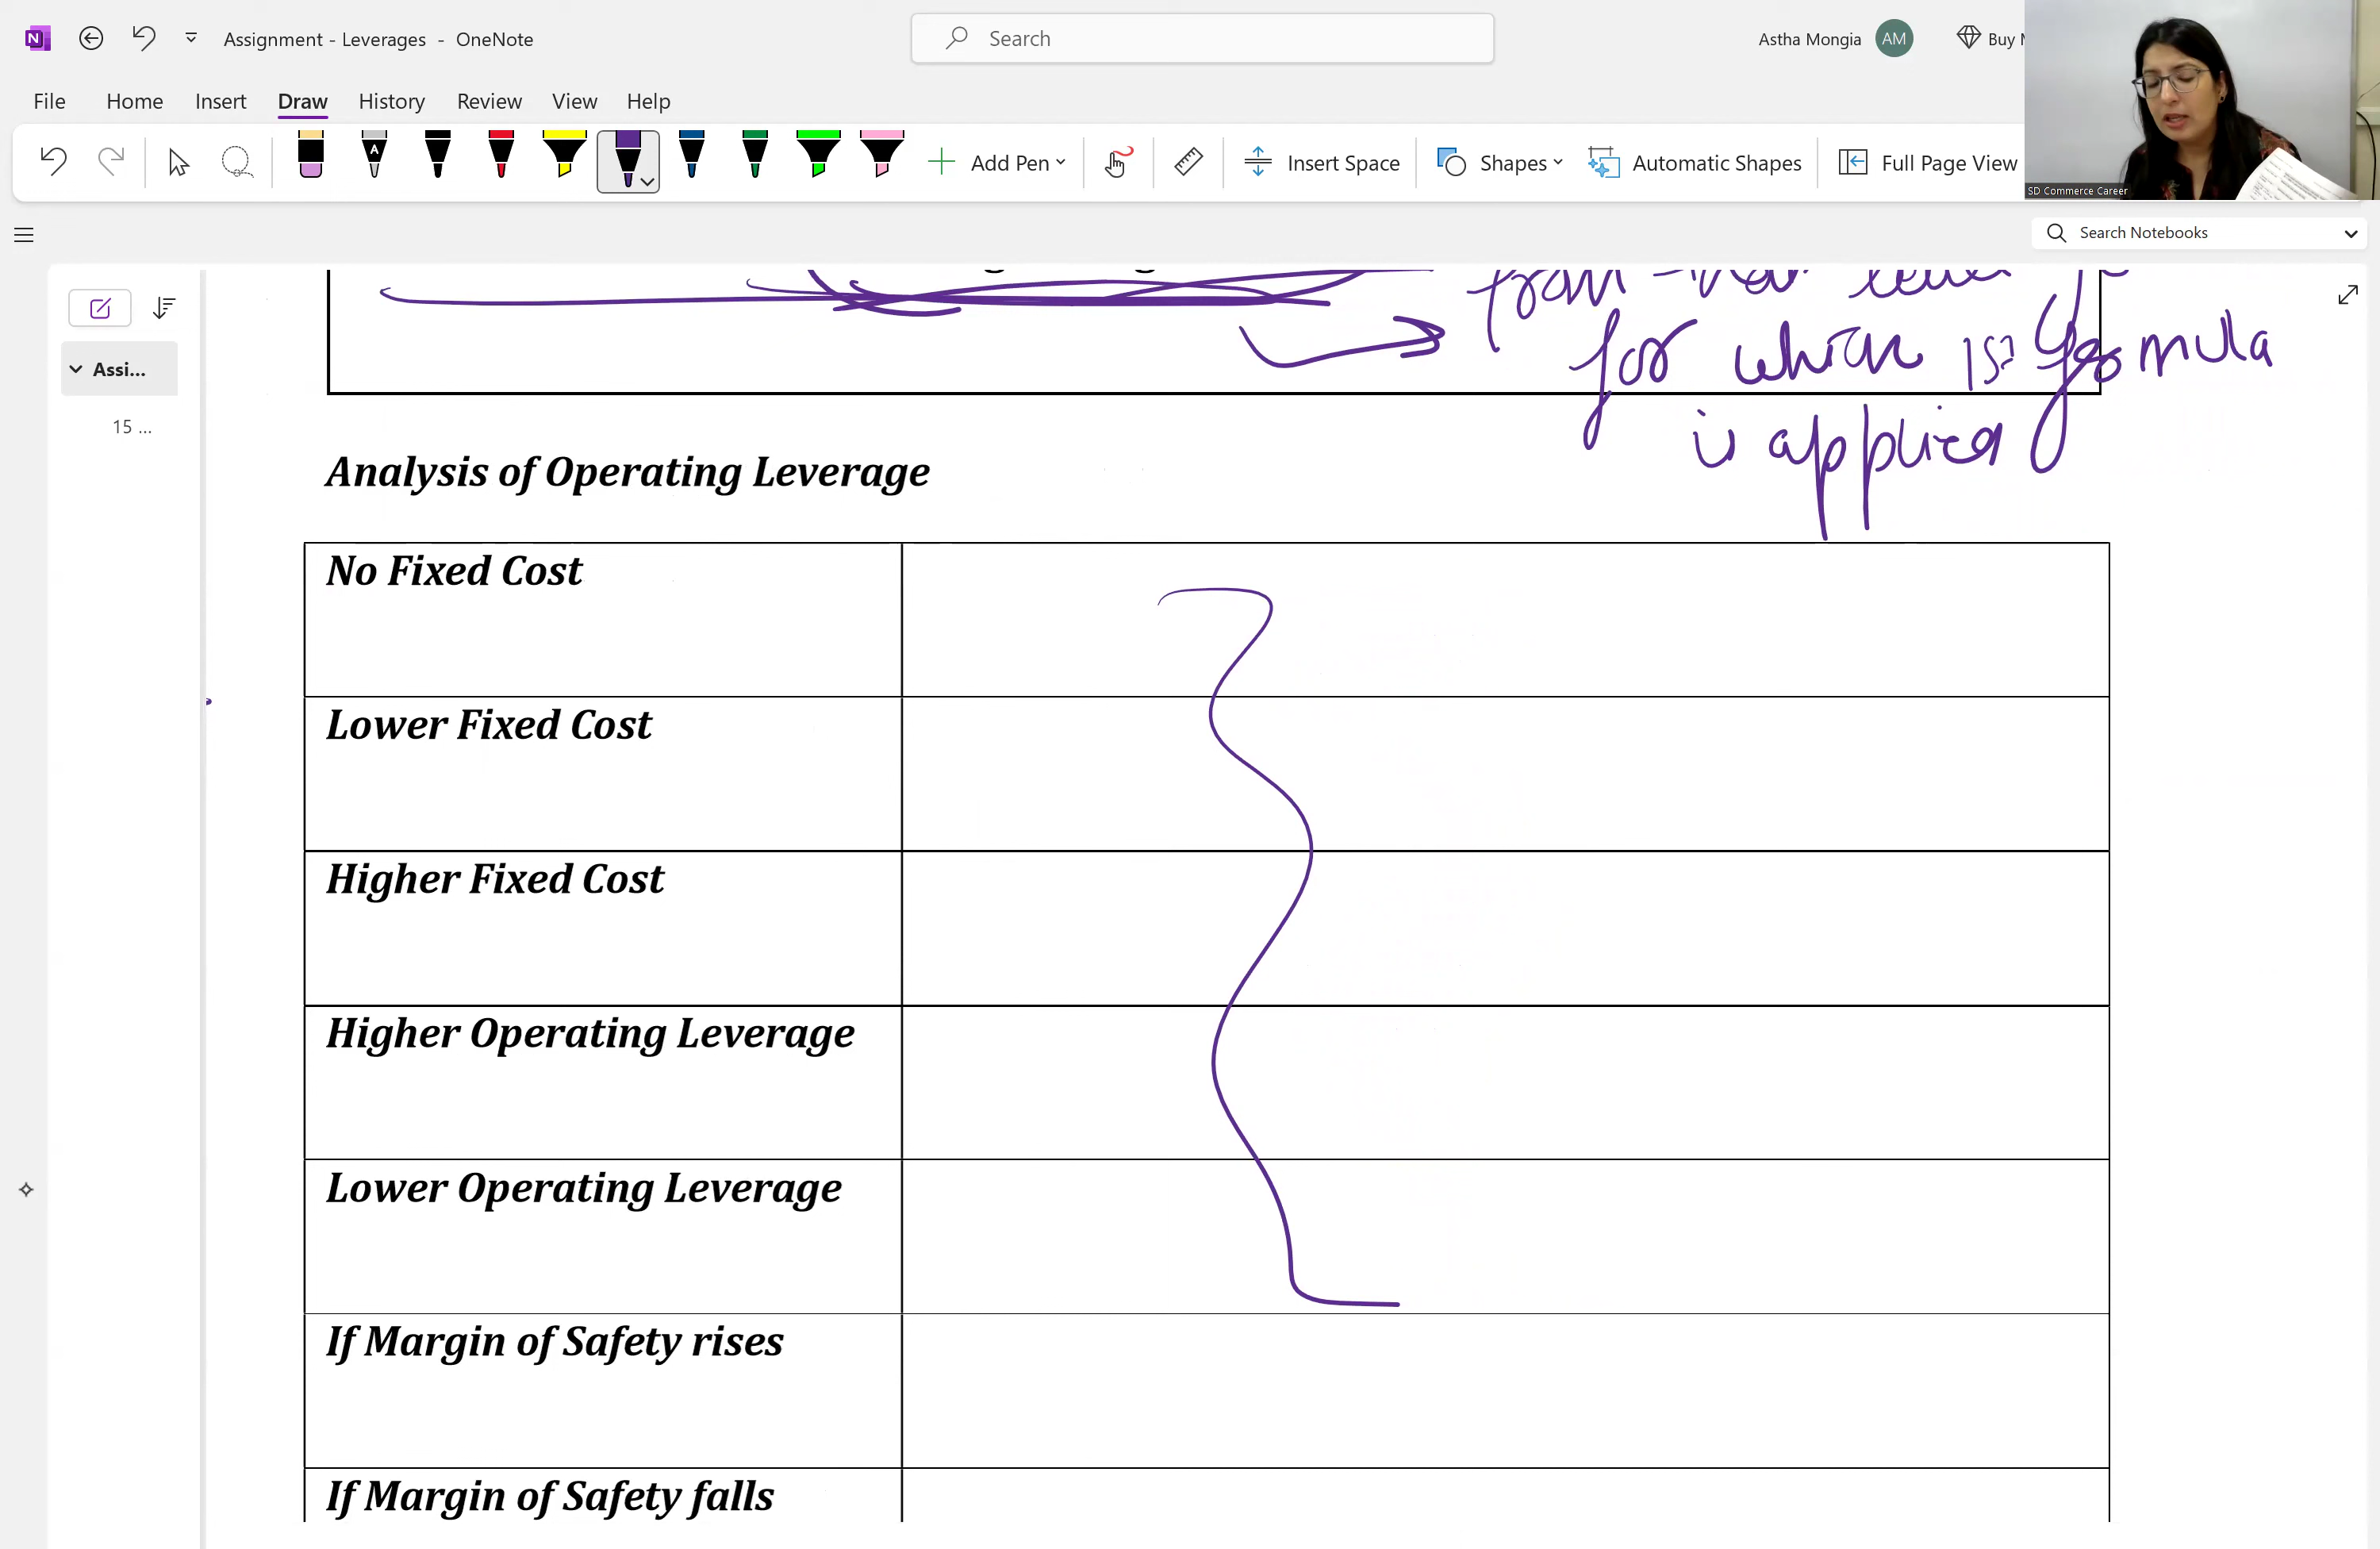 Assignment - Leverages - OneNote
Search
Astha Mongia
AM
Buy
File Home Insert Draw History Review View Help
Add Pen
Insert Space
Shapes
Automatic Shapes
Full Page View
SD Commerce Career
Search Notebooks
Assi...
15 ...
from
for which 1st formula
is applied
Analysis of Operating Leverage
No Fixed Cost
Lower Fixed Cost
Higher Fixed Cost
Higher Operating Leverage
Lower Operating Leverage
If Margin of Safety rises
If Margin of Safety falls